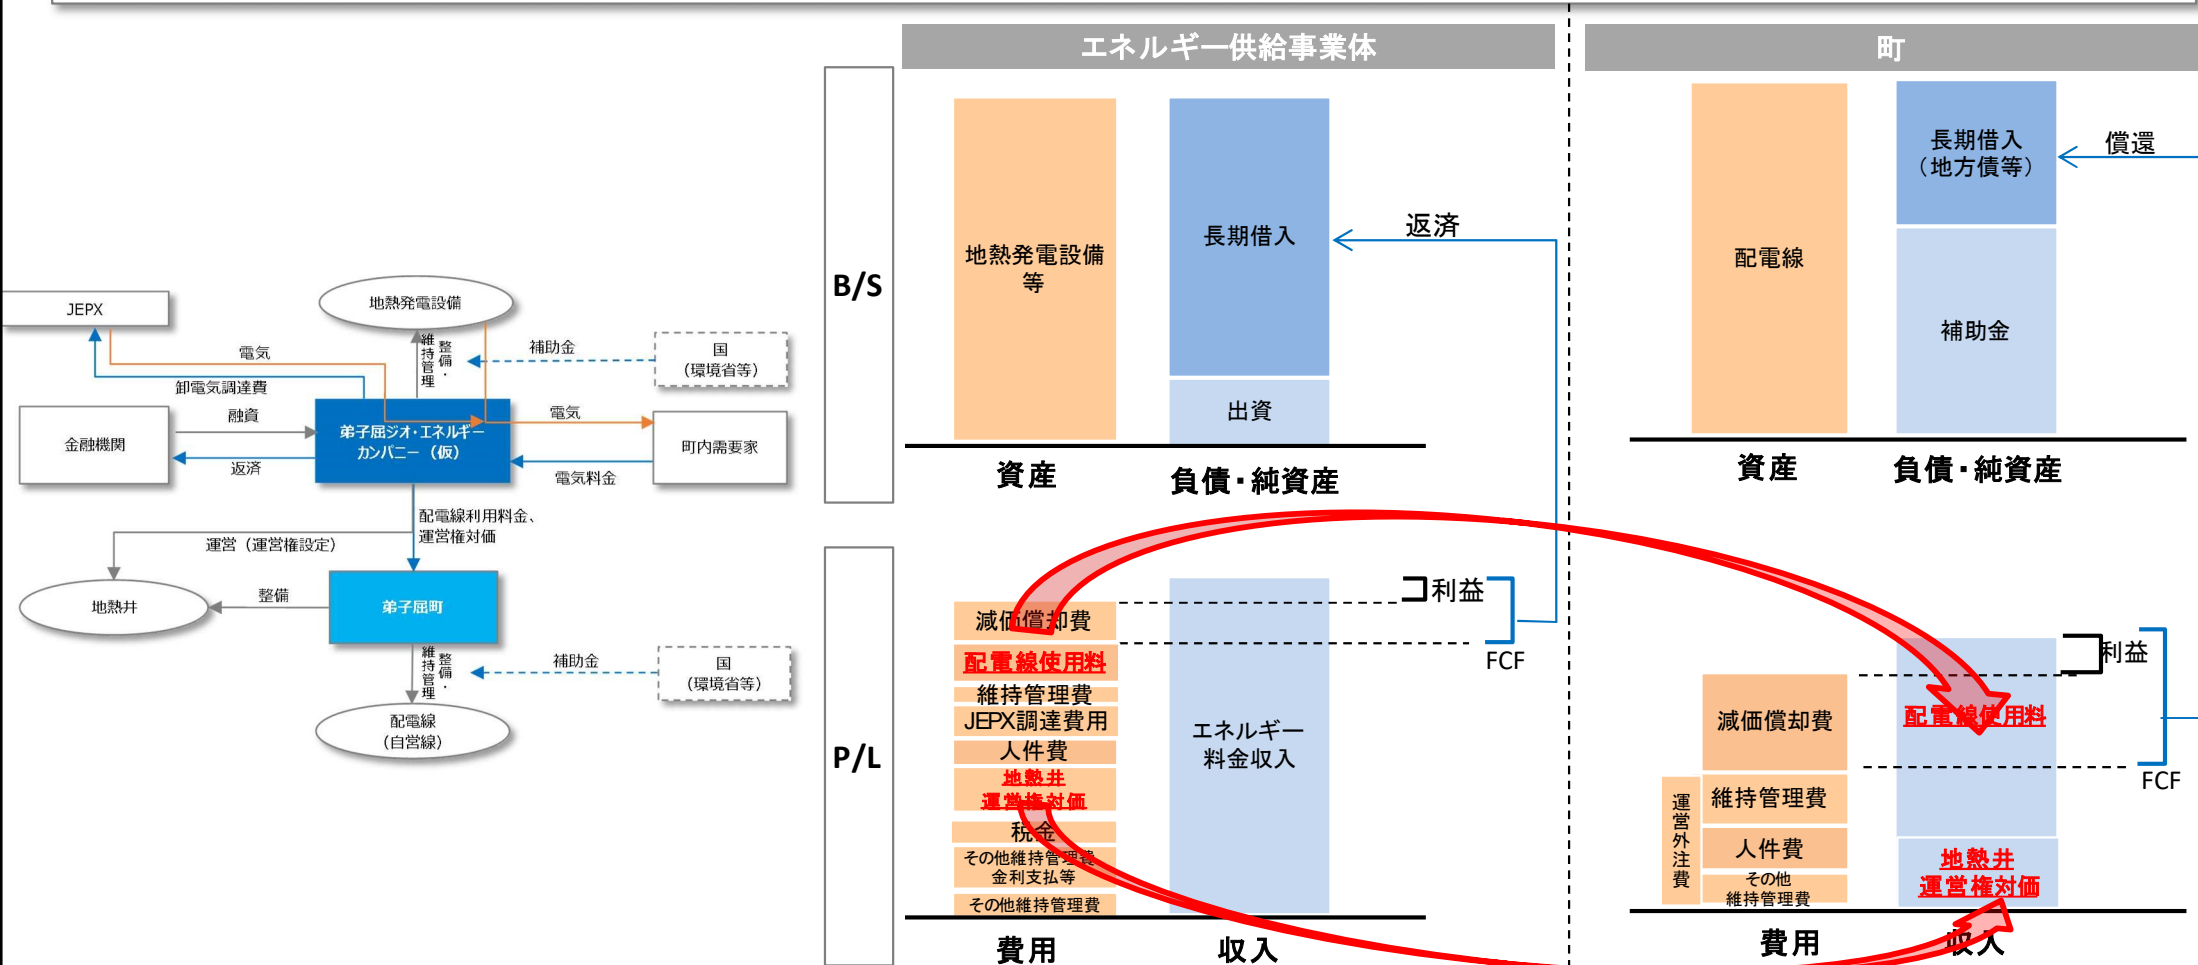 エネルギー供給事業体
町
JEPX
地熱発電設備
電気
卸電気調達費
整備・
維持管理
補助金
国
（環境省等）
金融機関
融資
返済
弟子屈ジオ・エネルギー
カンパニー（仮）
電気
電気料金
町内需要家
配電線利用料金、
運営権対価
運営（運営権設定）
地熱井
整備
弟子屈町
整備・
維持管理
補助金
国
（環境省等）
配電線
（自営線）
B/S
地熱発電設備
等
長期借入
出資
返済
資産
負債・純資産
配電線
長期借入
（地方債等）
補助金
償還
資産
負債・純資産
P/L
減価償却費
配電線使用料
維持管理費
JEPX調達費用
人件費
地熱井
運営権対価
税金
その他維持管理費
金利支払等
その他維持管理費
エネルギー
料金収入
利益
FCF
費用
収入
減価償却費
運営外注費
維持管理費
人件費
その他
維持管理費
配電線使用料
地熱井
運営権対価
利益
FCF
費用
収入